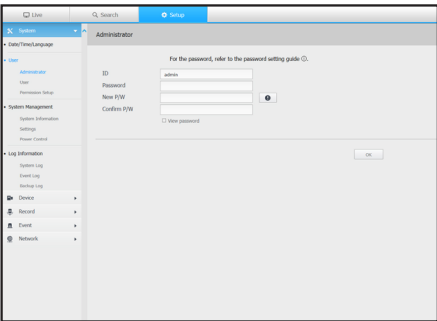 Live
Search
Setup
System
Date/Time/Language
User
Administrator
User
Permission Setup
System Management
System Information
Settings
Power Control
Log Information
System Log
Event Log
Backup Log
Device
Record
Event
Network
Administrator
For the password, refer to the password setting guide ①.
ID
admin
Password
New P/W
Confirm P/W
View password
OK